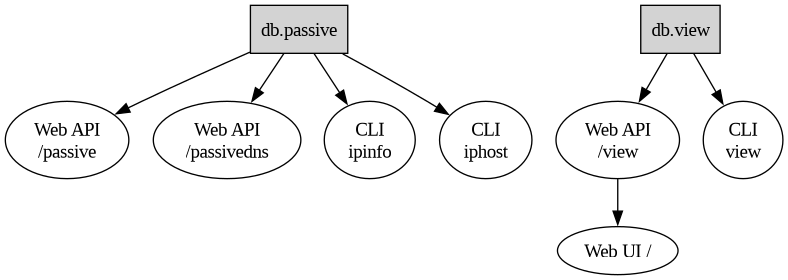 db.passive
db.view
Web API
/passive
Web API
/passivedns
CLI
ipinfo
CLI
iphost
Web API
/view
CLI
view
Web UI /